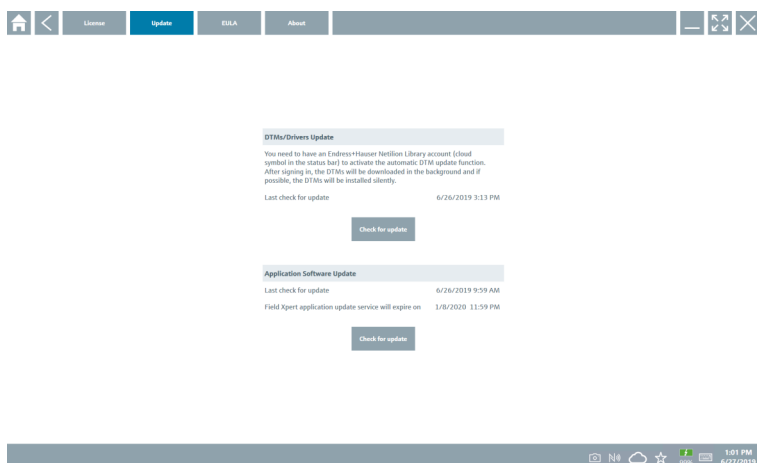 License Update EULA About
DTMs/Drivers Update
You need to have an Endress+Hauser Netilion Library account (cloud
symbol in the status bar) to activate the automatic DTM update function.
After signing in, the DTMs will be downloaded in the background and if
possible, the DTMs will be installed silently.
Last check for update 6/26/2019 3:13 PM
Check for update
Application Software Update
Last check for update 6/26/2019 9:59 AM
Field Xpert application update service will expire on 1/8/2020 11:59 PM
Check for update
1:01 PM
6/27/2019